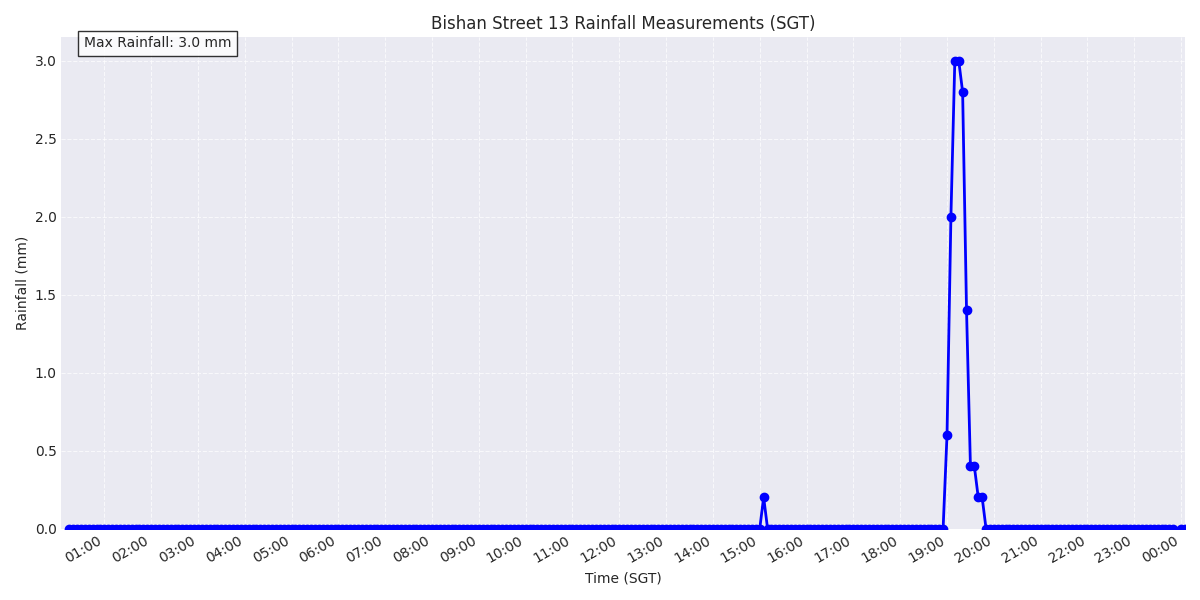 Bishan Street 13 Rainfall Measurements (SGT)
Max Rainfall: 3.0 mm
3.0
2.5
2.0
1.5
1.0
0.5
0.0
Rainfall (mm)
01:00 02:00 03:00 04:00 05:00 06:00 07:00 08:00 09:00 10:00 11:00 12:00 13:00 14:00 15:00 16:00 17:00 18:00 19:00 20:00 21:00 22:00 23:00 00:00
Time (SGT)